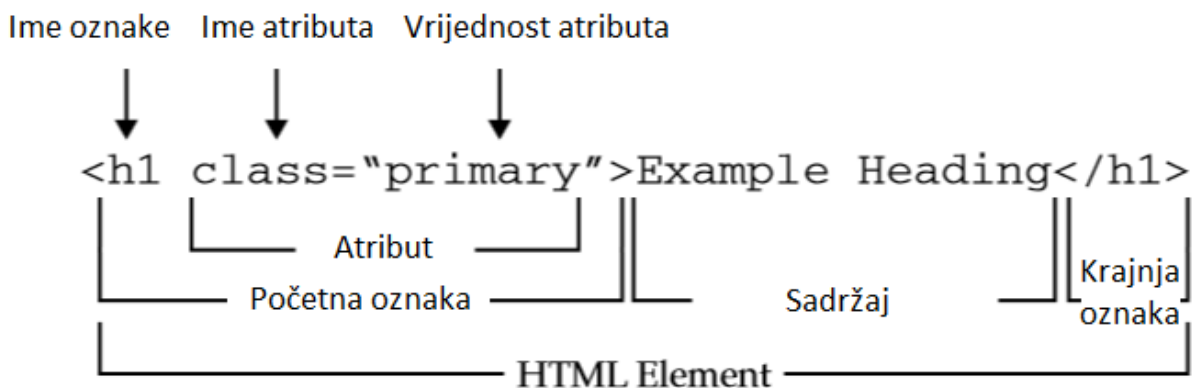 Ime oznake Ime atributa Vrijednost atributa
<h1 class=“primary”>Example Heading</h1>
Atribut
Početna oznaka
Sadržaj
Krajnja
oznaka
HTML Element